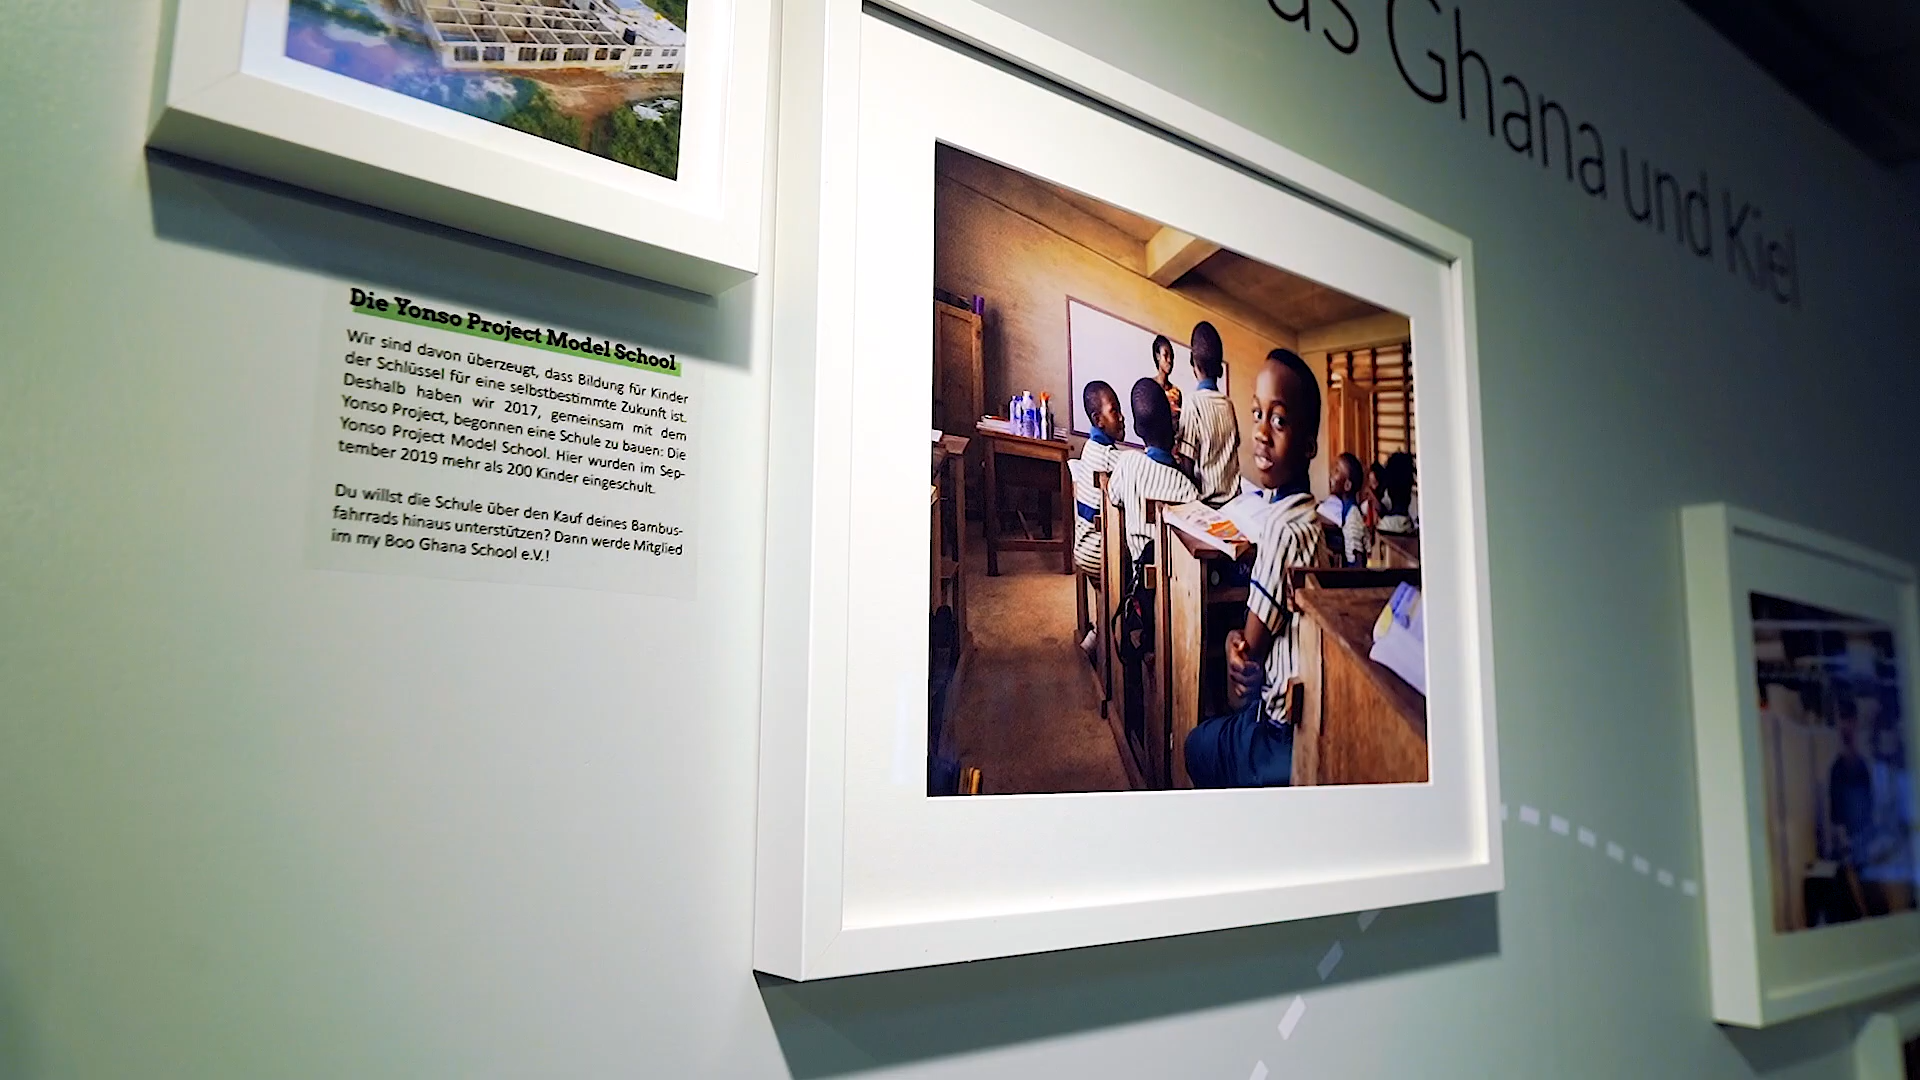 us Ghana und Kiel
Die Yonso Project Model School
Wir sind davon überzeugt, dass Bildung für Kinder
der Schlüssel für eine selbstbestimmte Zukunft ist.
Deshalb haben wir 2017, gemeinsam mit dem
Yonso Project, begonnen eine Schule zu bauen: Die
Yonso Project Model School. Hier wurden im Sep-
tember 2019 mehr als 200 Kinder eingeschult.
Du willst die Schule über den Kauf deines Bambus-
fahrrads hinaus unterstützen? Dann werde Mitglied
im my Boo Ghana School e.V.!